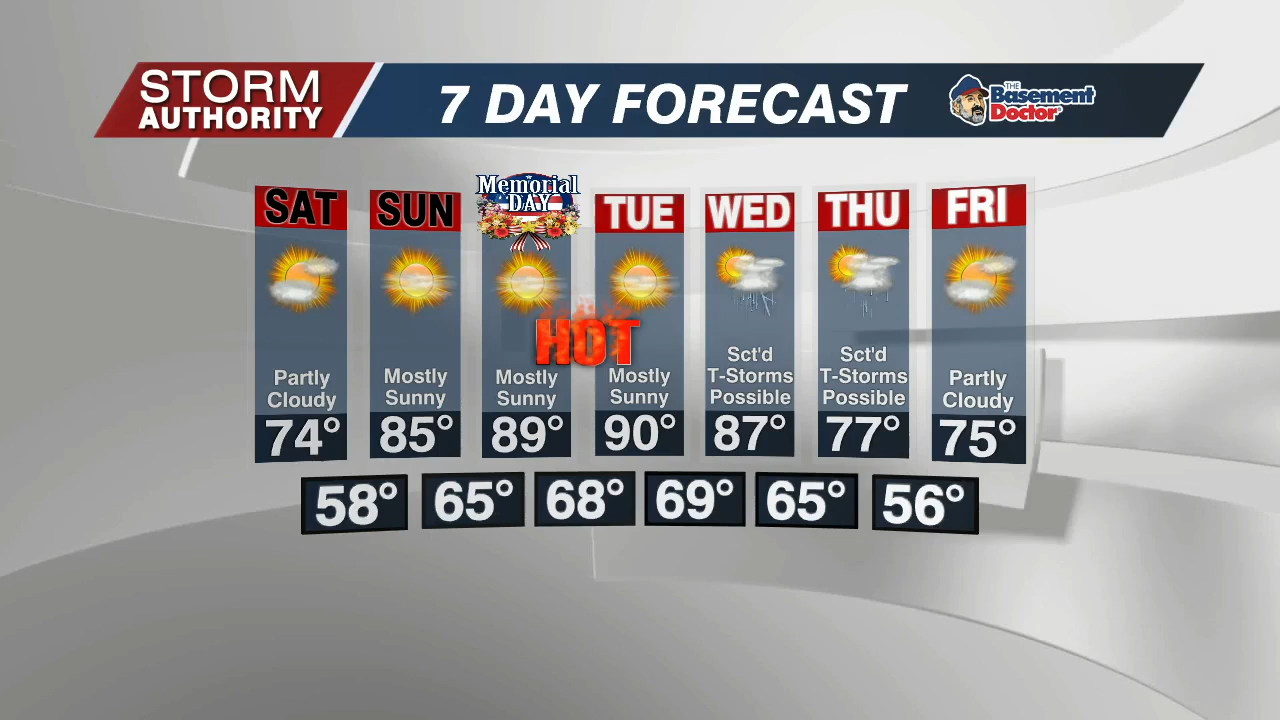 STORM
AUTHORITY
7 DAY FORECAST
THE
Basement
Doctor
SAT
SUN
Memorial
DAY
TUE
WED
THU
FRI
HOT
Partly
Cloudy
Mostly
Sunny
Mostly
Sunny
Mostly
Sunny
Sct'd
T-Storms
Possible
Sct'd
T-Storms
Possible
Partly
Cloudy
74° 85° 89° 90° 87° 77° 75°
58° 65° 68° 69° 65° 56°